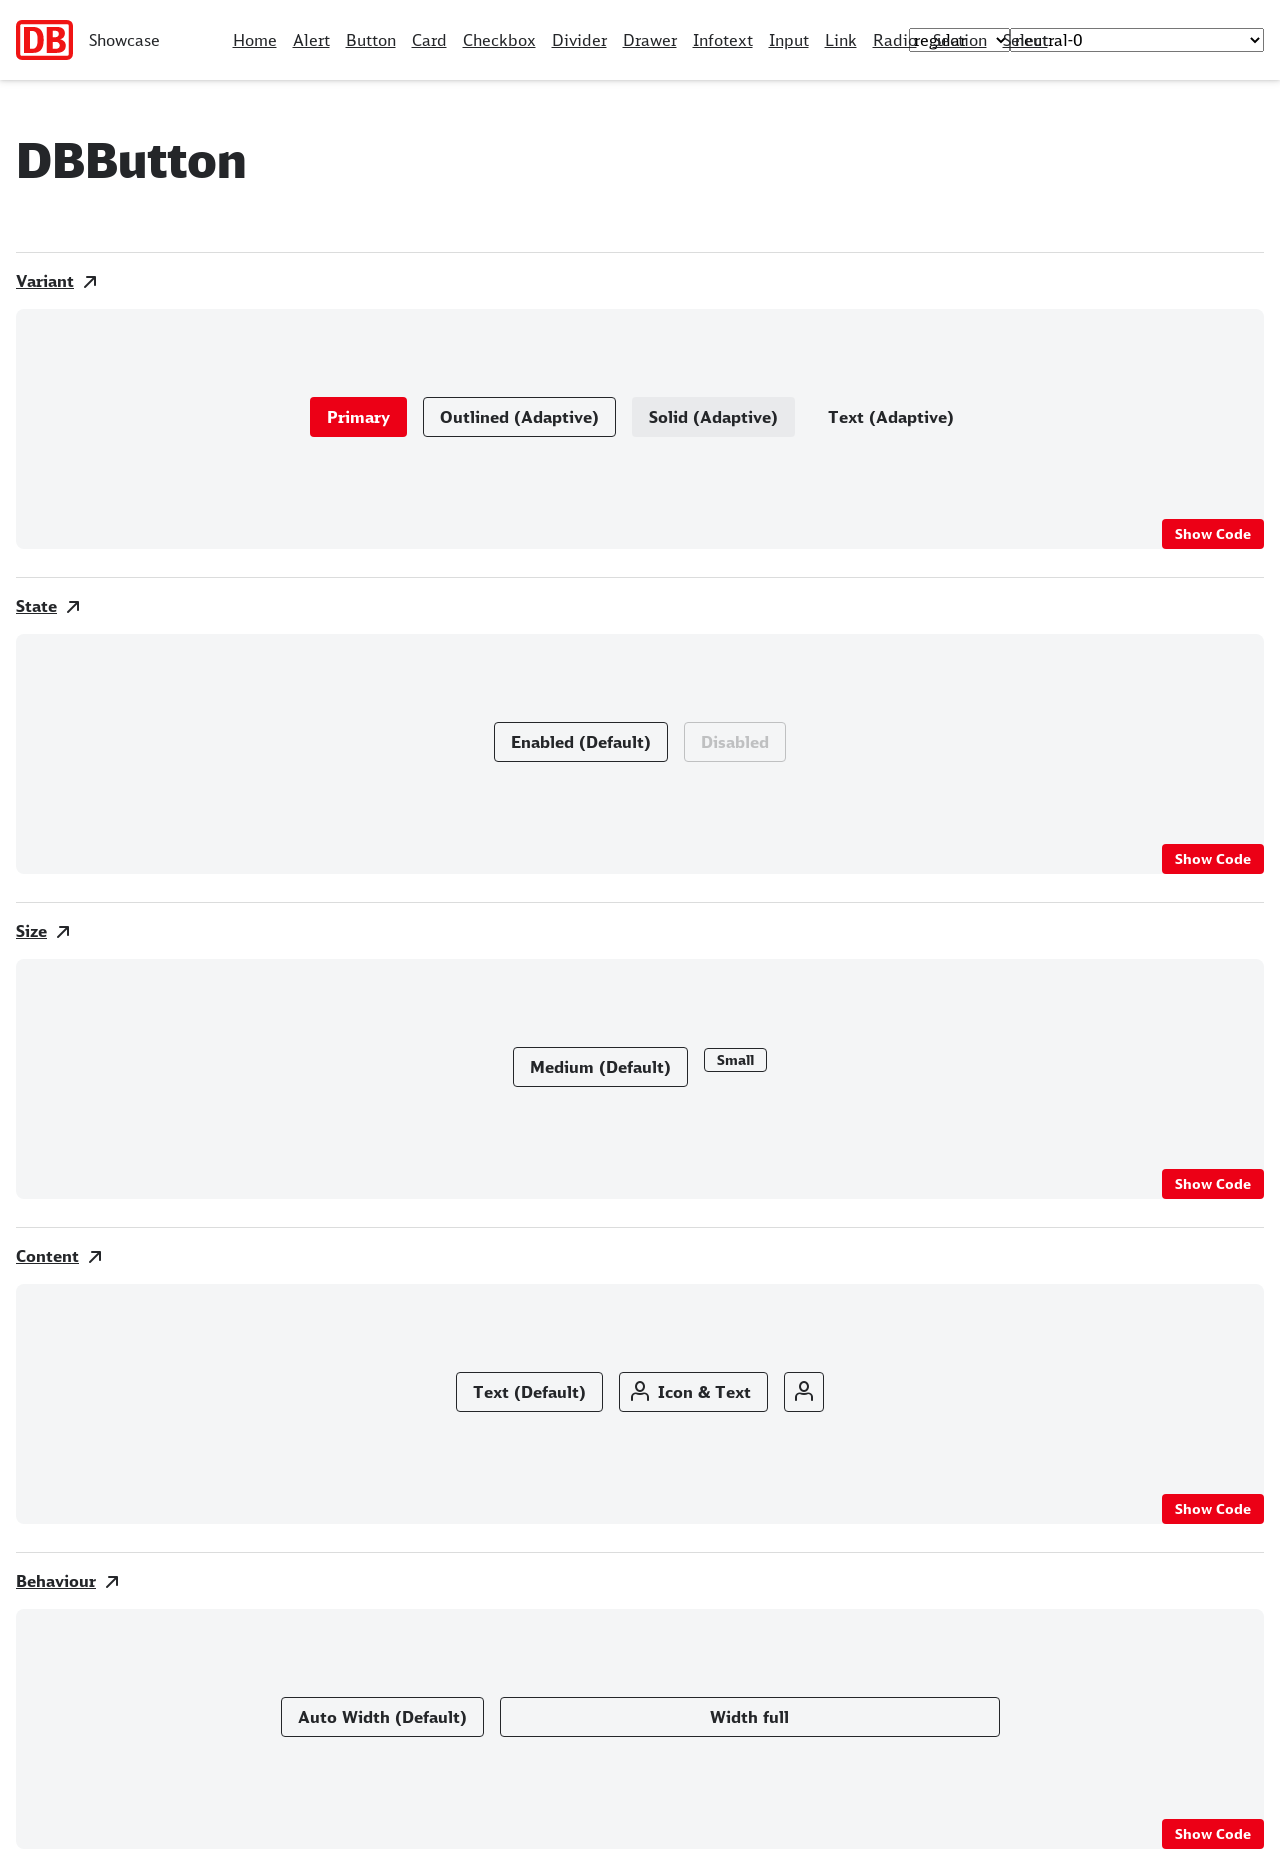 DB Showcase Home Alert Button Card Checkbox Divider Drawer Infotext Input Link Radio Section Select regular neutral-0
DBButton
Variant
Primary Outlined (Adaptive) Solid (Adaptive) Text (Adaptive)
Show Code
State
Enabled (Default) Disabled
Show Code
Size
Medium (Default) Small
Show Code
Content
Text (Default) Icon & Text
Show Code
Behaviour
Auto Width (Default) Width full
Show Code